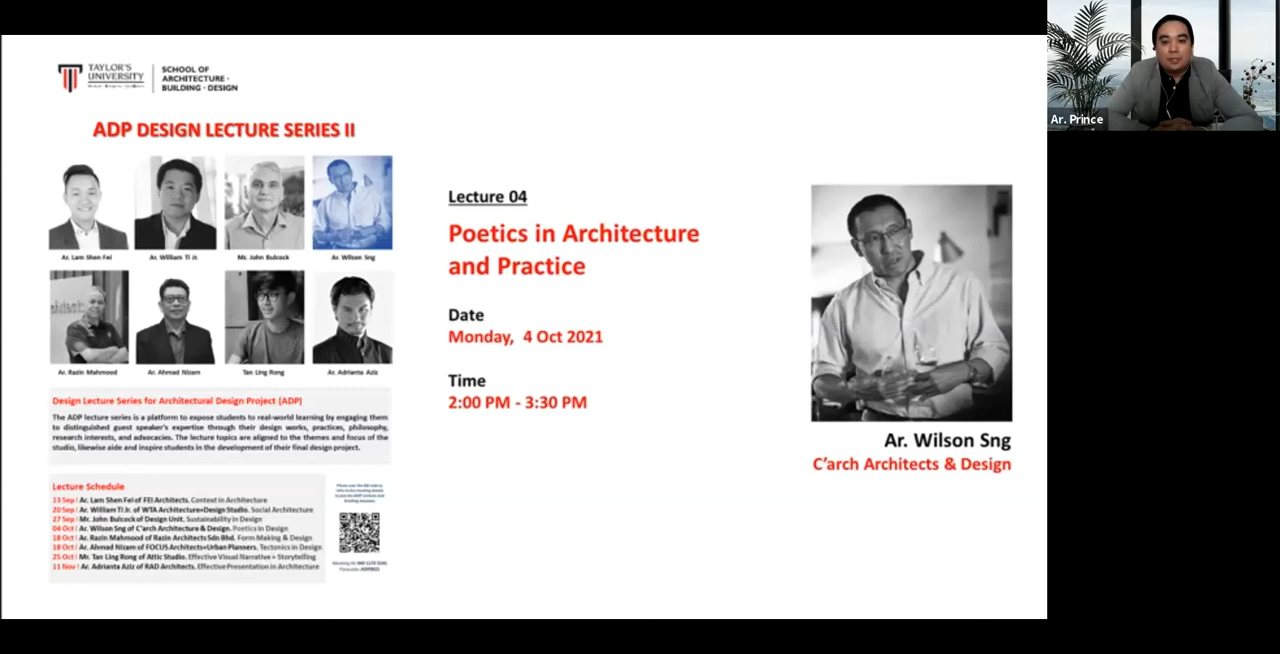 TAYLOR'S
UNIVERSITY
SCHOOL OF
ARCHITECTURE ·
BUILDING · DESIGN
ADP DESIGN LECTURE SERIES II
Ar. Lam Shen Fei
Ar. William Ti Jr.
Mr. John Bulcock
Ar. Wilson Sng
Ar. Razin Mahmood
Ar. Ahmad Nizam
Tan Ling Rong
Ar. Adrianta Aziz
Design Lecture Series for Architectural Design Project (ADP)
The ADP lecture series is a platform to expose students to real-world learning by engaging them
to distinguished guest speaker's expertise through their design works, practices, philosophy,
research interests, and advocacies. The lecture topics are aligned to the themes and focus of the
studio, likewise aide and inspire students in the development of their final design project.
Lecture Schedule
13 Sep | Ar. Lam Shen Fei of FEI Architects. Context in Architecture
20 Sep | Ar. William Ti Jr. of WTA Architecture+Design Studio. Social Architecture
27 Sep | Mr. John Bulcock of Design Unit. Sustainability in Design
04 Oct | Ar. Wilson Sng of C'arch Architecture & Design. Poetics in Design
18 Oct | Ar. Razin Mahmood of Razin Architects Sdn Bhd. Form Making & Design
18 Oct | Ar. Ahmad Nizam of FOCUS Architects+Urban Planners. Tectonics in Design
25 Oct | Mr. Tan Ling Rong of Attic Studio. Effective Visual Narrative + Storytelling
11 Nov | Ar. Adrianta Aziz of RAD Architects. Effective Presentation in Architecture
Lecture 04
Poetics in Architecture
and Practice
Date
Monday, 4 Oct 2021
Time
2:00 PM - 3:30 PM
Ar. Wilson Sng
C'arch Architects & Design
Ar. Prince